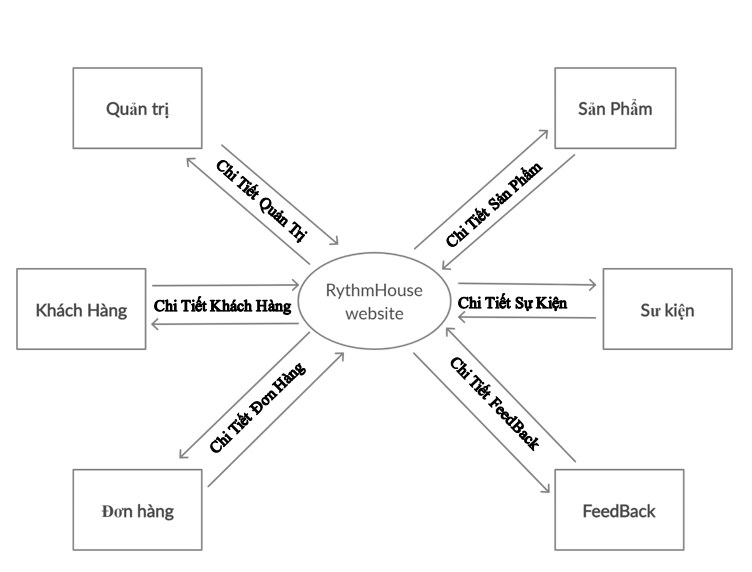 Quản trị
Sản Phẩm
Chi Tiết Quản Trị
Chi Tiết Sản Phẩm
Khách Hàng
Chi Tiết Khách Hàng
RythmHouse
website
Chi Tiết Sự Kiện
Sư kiện
Chi Tiết Đơn Hàng
Chi Tiết FeedBack
Đơn hàng
FeedBack